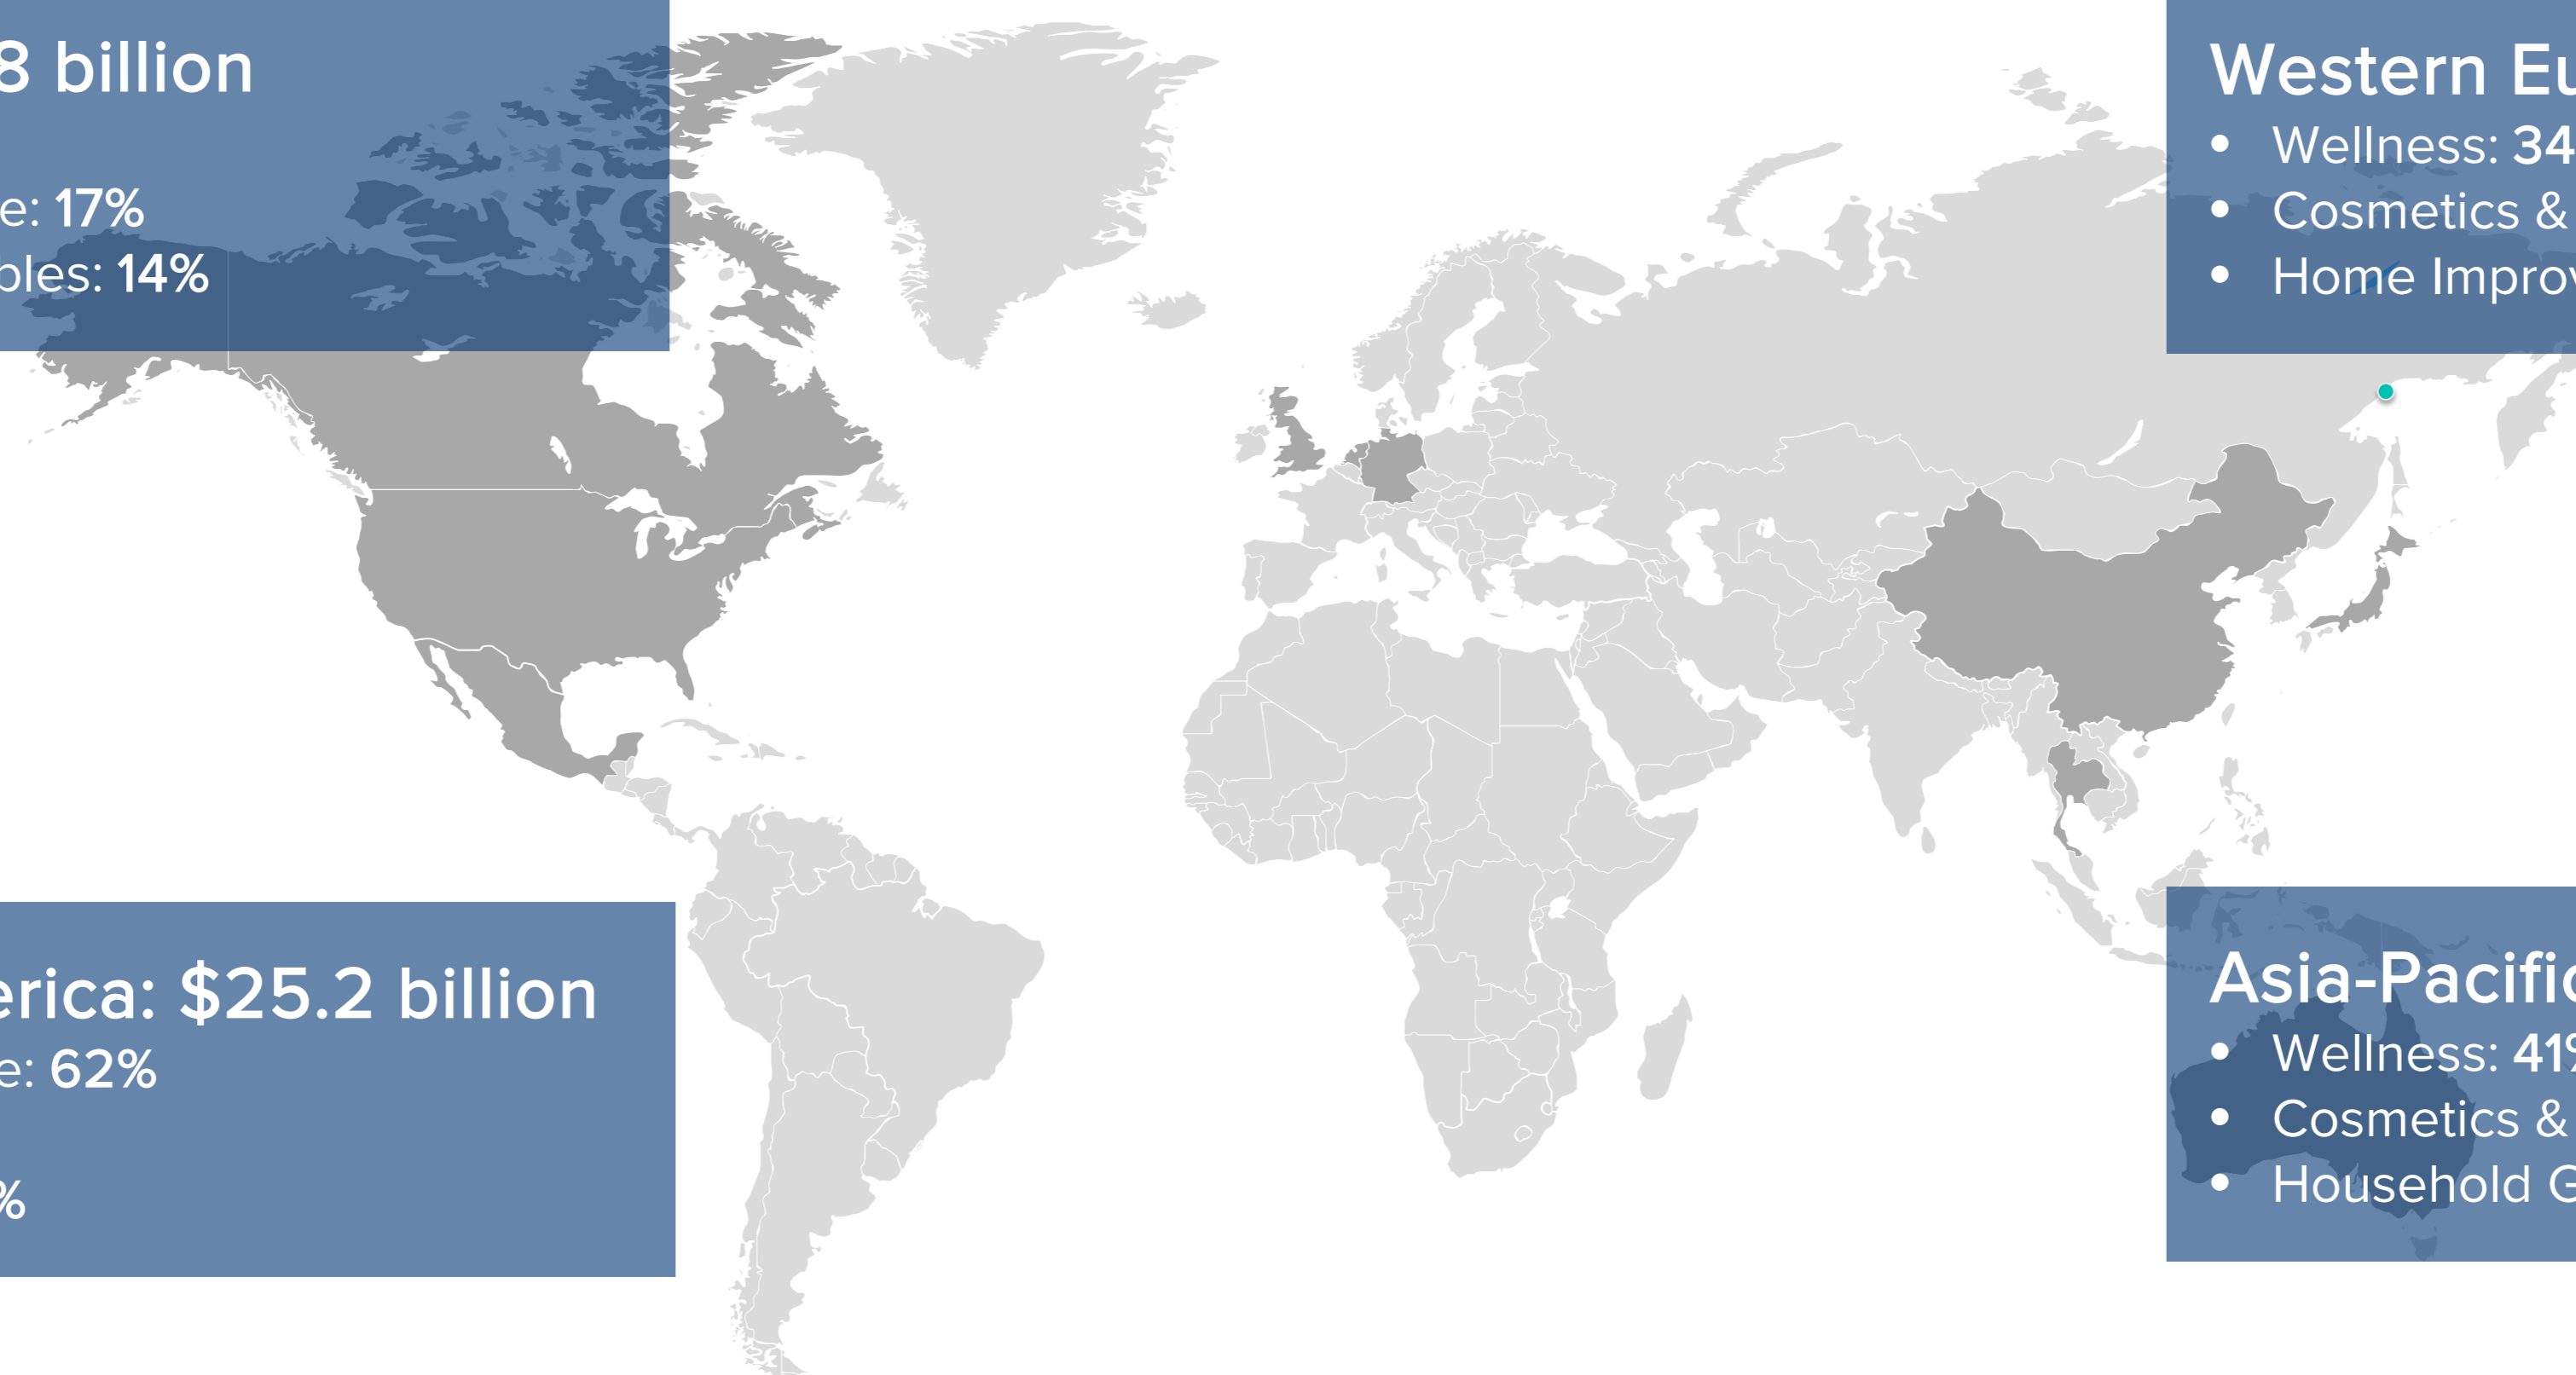 8 billion
e: 17%
bles: 14%
Western Eu
• Wellness: 34
• Cosmetics &
• Home Improv
erica: $25.2 billion
e: 62%
%
Asia-Pacific
• Wellness: 41%
• Cosmetics &
• Household G